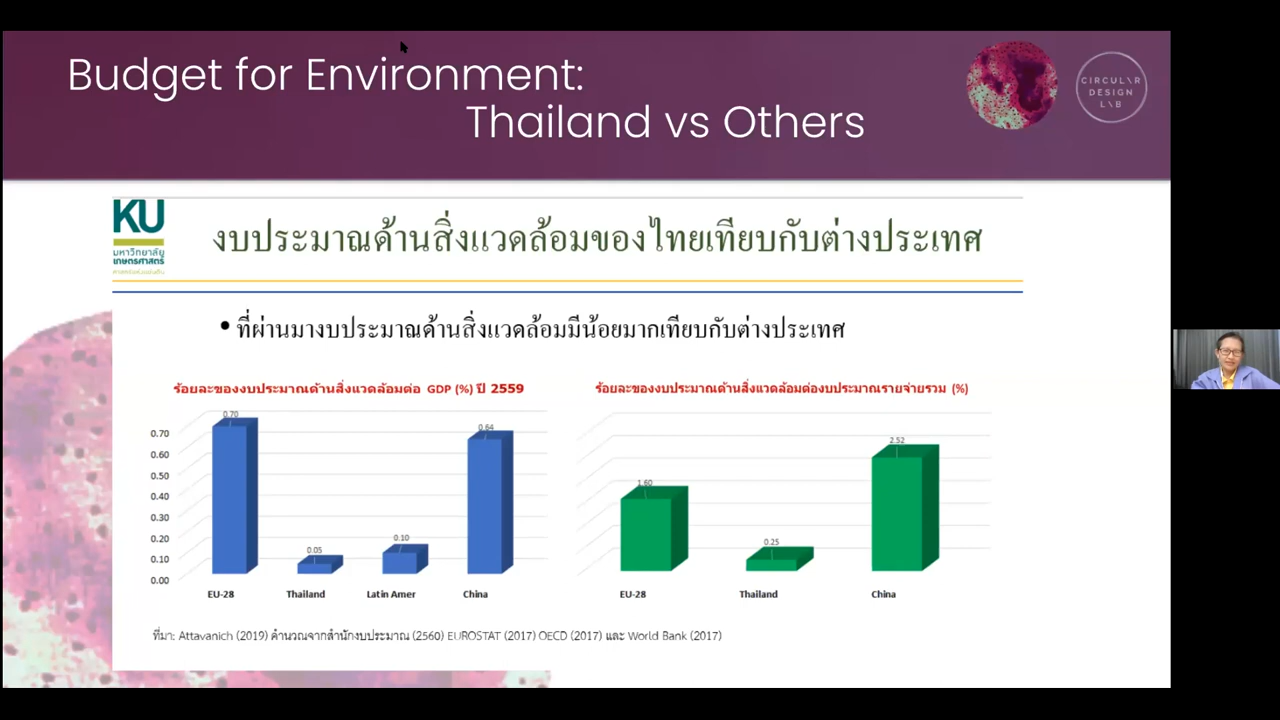 Budget for Environment:
Thailand vs Others
CIRCUL\R
DESIGN
L\B
KU
มหาวิทยาลัย
เกษตรศาสตร์
งบประมาณด้านสิ่งแวดล้อมของไทยเทียบกับต่างประเทศ
• ที่ผ่านมางบประมาณด้านสิ่งแวดล้อมมีน้อยมากเทียบกับต่างประเทศ
ร้อยละของงบประมาณด้านสิ่งแวดล้อมต่อ GDP (%) ปี 2559
0.70
0.60
0.50
0.40
0.30
0.20
0.10
0.00
0.70
0.05
0.10
0.64
EU-28
Thailand
Latin Amer
China
ร้อยละของงบประมาณด้านสิ่งแวดล้อมต่องบประมาณรายจ่ายรวม (%)
1.60
0.25
2.52
EU-28
Thailand
China
ที่มา: Attavanich (2019) คำนวณจากสำนักงบประมาณ (2560) EUROSTAT (2017) OECD (2017) และ World Bank (2017)